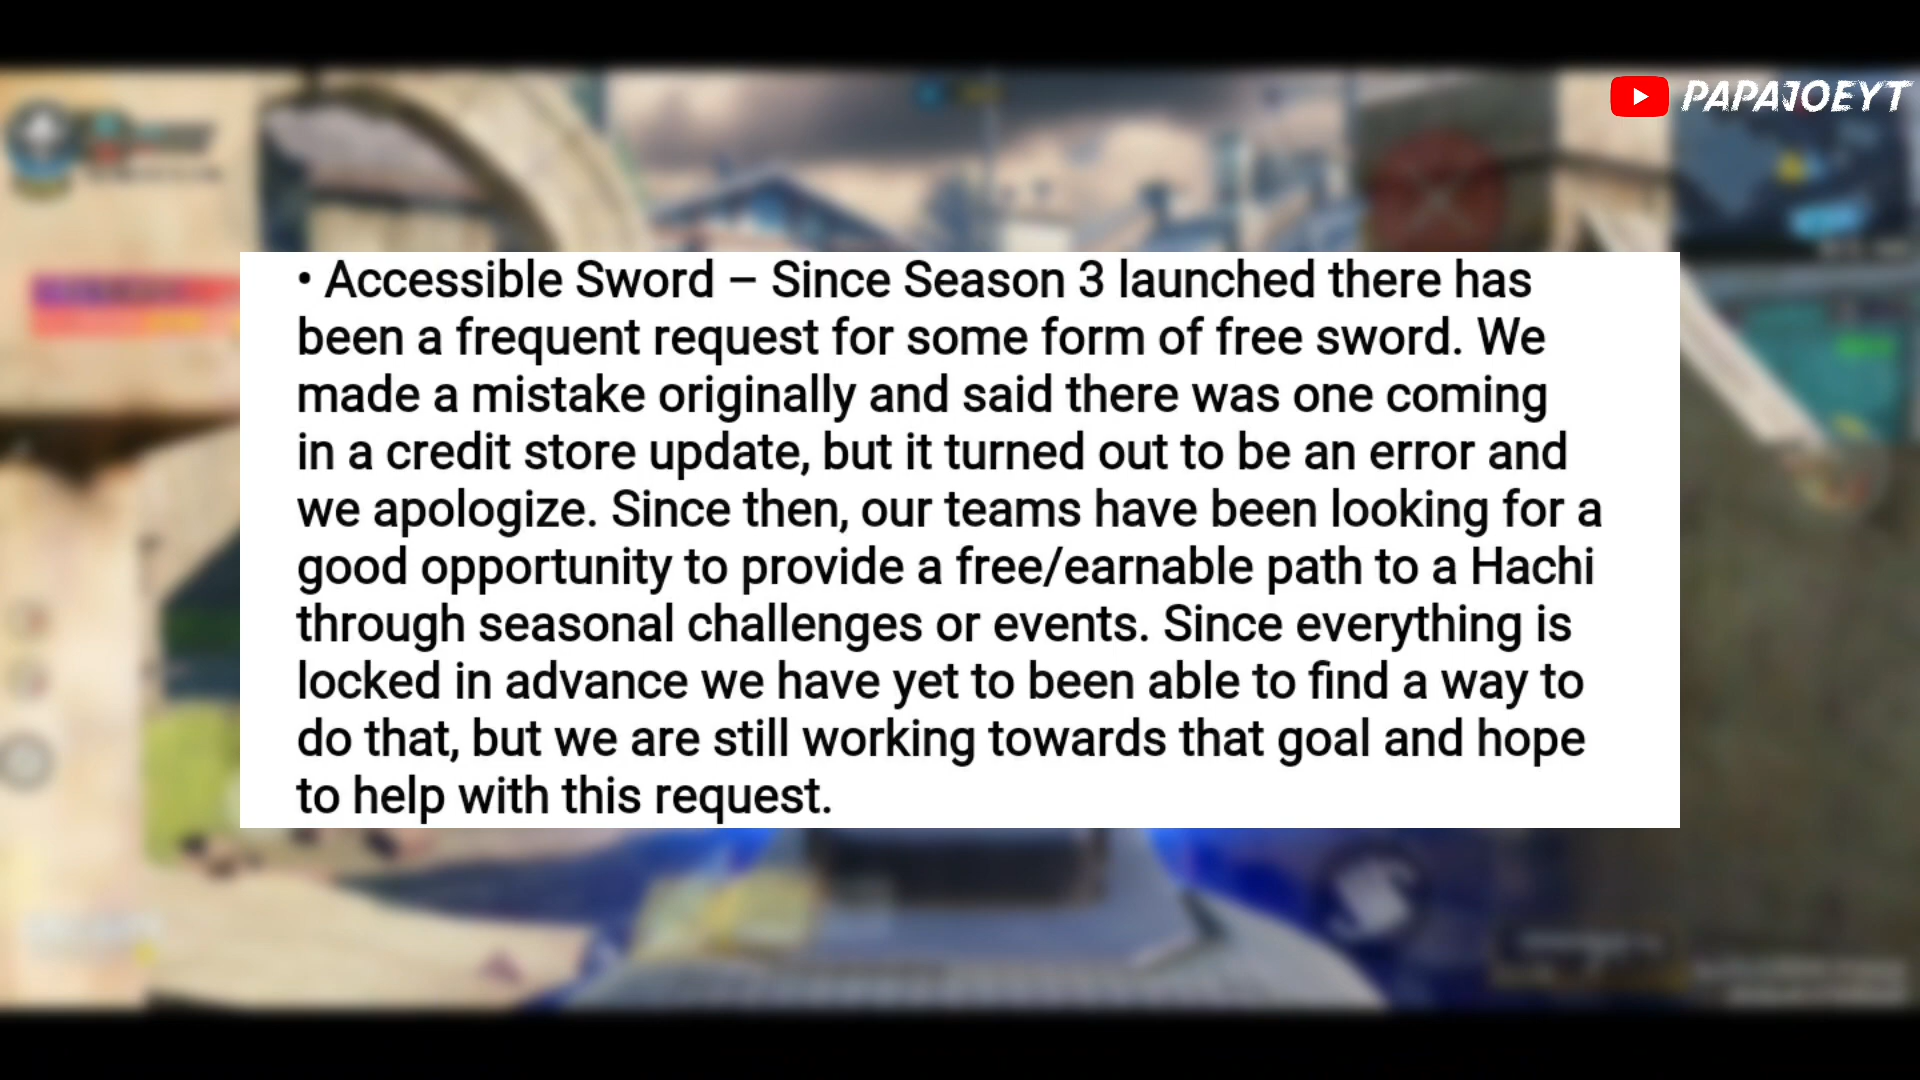 PAPAJOEYT
• Accessible Sword – Since Season 3 launched there has
been a frequent request for some form of free sword. We
made a mistake originally and said there was one coming
in a credit store update, but it turned out to be an error and
we apologize. Since then, our teams have been looking for a
good opportunity to provide a free/earnable path to a Hachi
through seasonal challenges or events. Since everything is
locked in advance we have yet to been able to find a way to
do that, but we are still working towards that goal and hope
to help with this request.